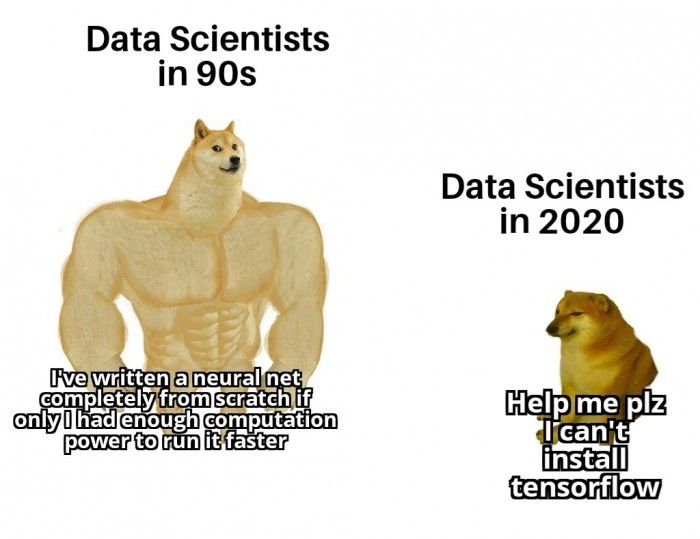 Data Scientists
in 90s
I've written a neural net
completely from scratch if
only I had enough computation
power to run it faster
Data Scientists
in 2020
Help me plz
I can't
install
tensorflow